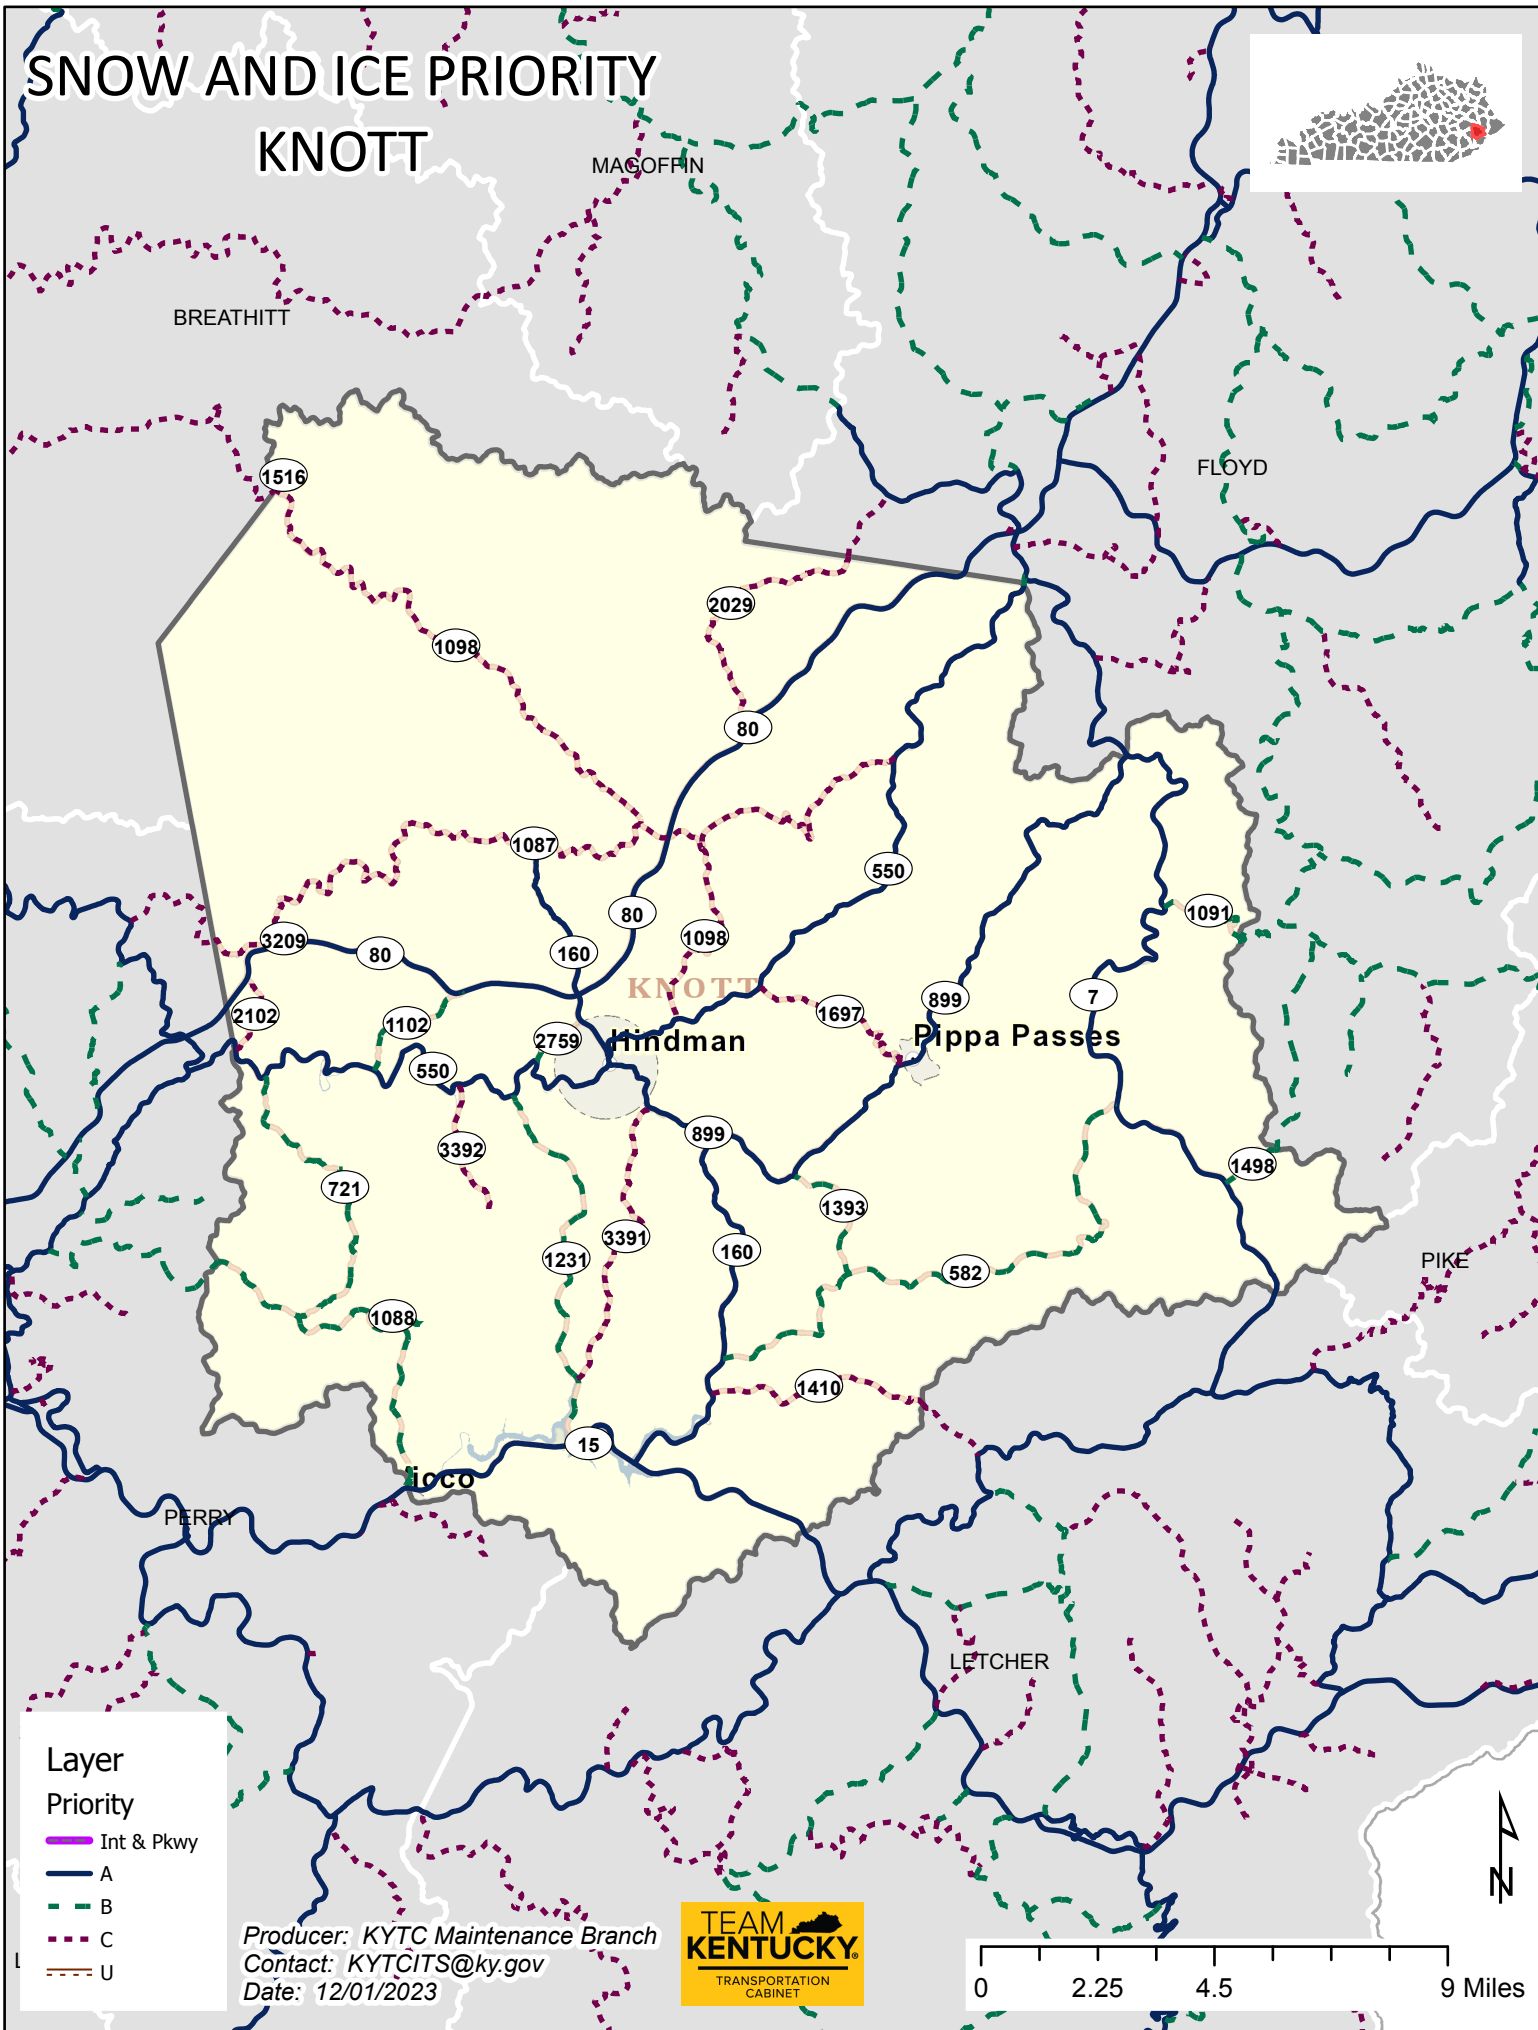 SNOW AND ICE PRIORITY
KNOTT
MAGOFFIN
BREATHITT
FLOYD
1516
2029
1098
80
1087
550
80
1091
3209
80
160
1098
KNOTT
899
7
2102
1102
2759
Hindman
1697
Pippa Passes
550
899
3392
1498
721
1393
3391
160
1231
582
PIKE
1088
1410
15
icco
PERRY
LETCHER
Layer
Priority
Int & Pkwy
A
B
C
U
L
Producer: KYTC Maintenance Branch
Contact: KYTCITS@ky.gov
Date: 12/01/2023
TEAM
KENTUCKY®
TRANSPORTATION
CABINET
N
0 2.25 4.5 9 Miles